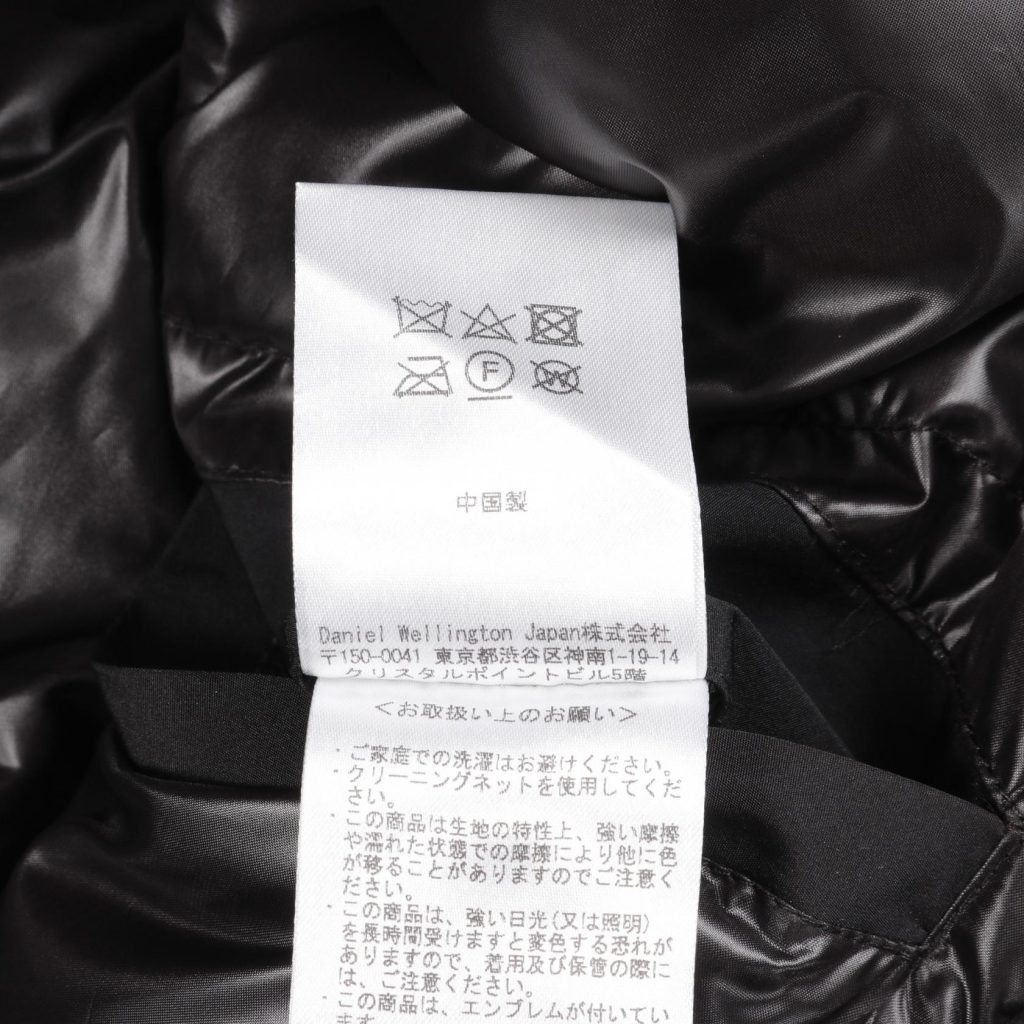 F W
中国製
Daniel Wellington Japan株式会社
〒150-0041 東京都渋谷区神南1-19-14
クリスタルポイントビル5階
<お取扱い上のお願い>
・ご家庭での洗濯はお避けください。
・クリーニングネットを使用してくだ
さい。
・この商品は生地の特性上、強い摩擦
や濡れた状態での摩擦により他に色
が移ることがありますのでご注意く
ださい。
・この商品は、強い日光(又は照明)
を長時間受けますと変色する恐れが
ありますので、着用及び保管の際に
は、ご注意ください。
・この商品は、エンブレムが付いてい
ます